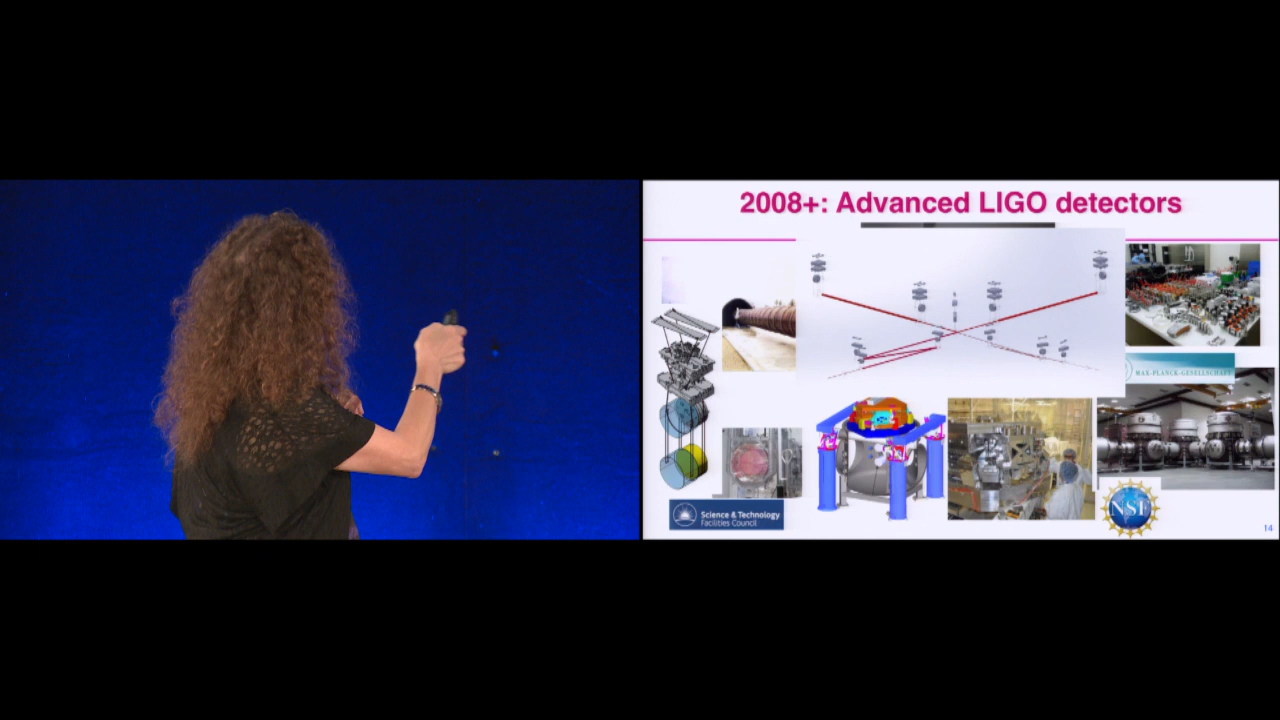 2008+: Advanced LIGO detectors
MAX-PLANCK-GESELLSCHAFT
Science & Technology
Facilities Council
NSF
14